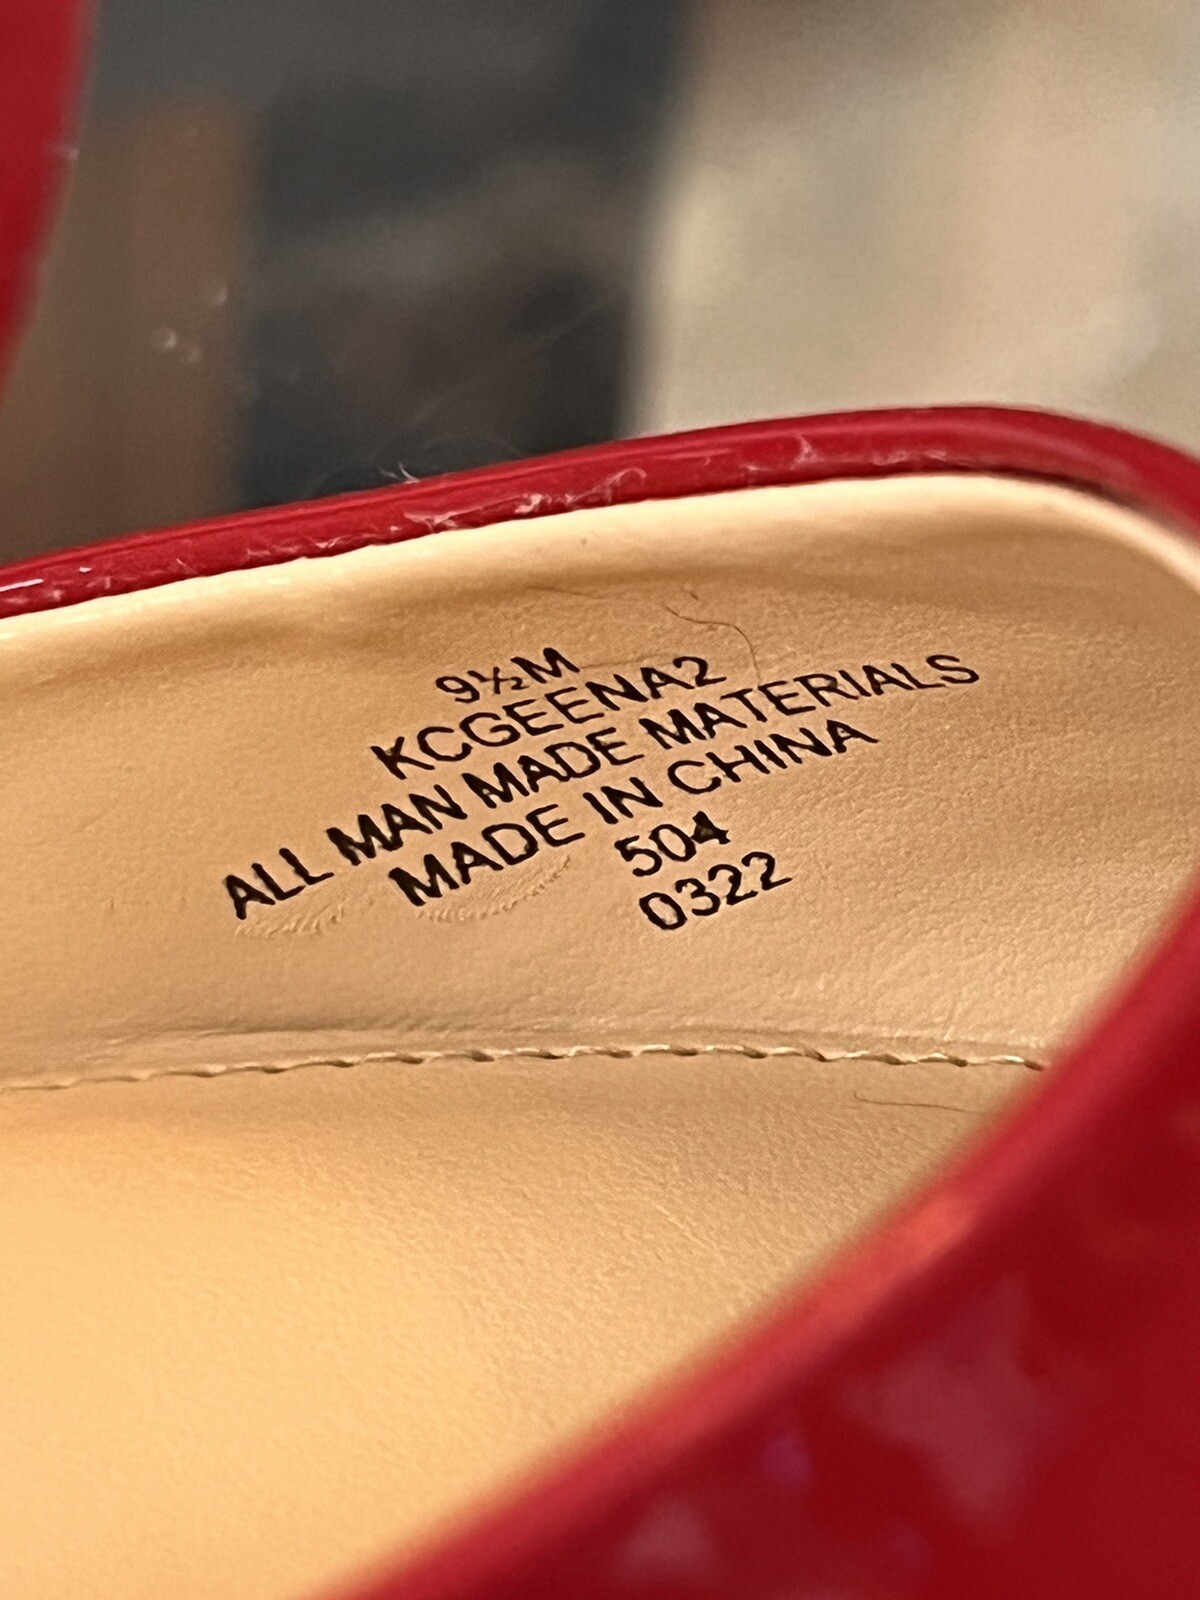 9½M
KCGEENA2
ALL MAN MADE MATERIALS
MADE IN CHINA
504
0322